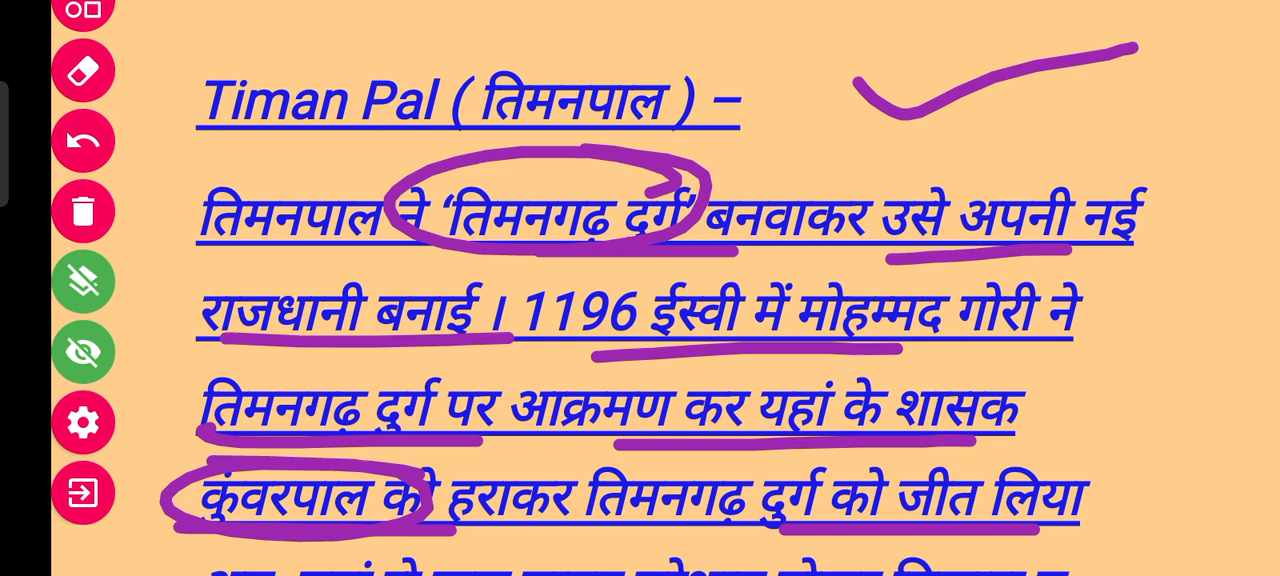 Timan Pal ( तिमनपाल ) –
तिमनपाल ने ‘तिमनगढ़ दुर्ग’ बनवाकर उसे अपनी नई
राजधानी बनाई । 1196 ईस्वी में मोहम्मद गोरी ने
तिमनगढ़ दुर्ग पर आक्रमण कर यहां के शासक
कुंवरपाल को हराकर तिमनगढ़ दुर्ग को जीत लिया